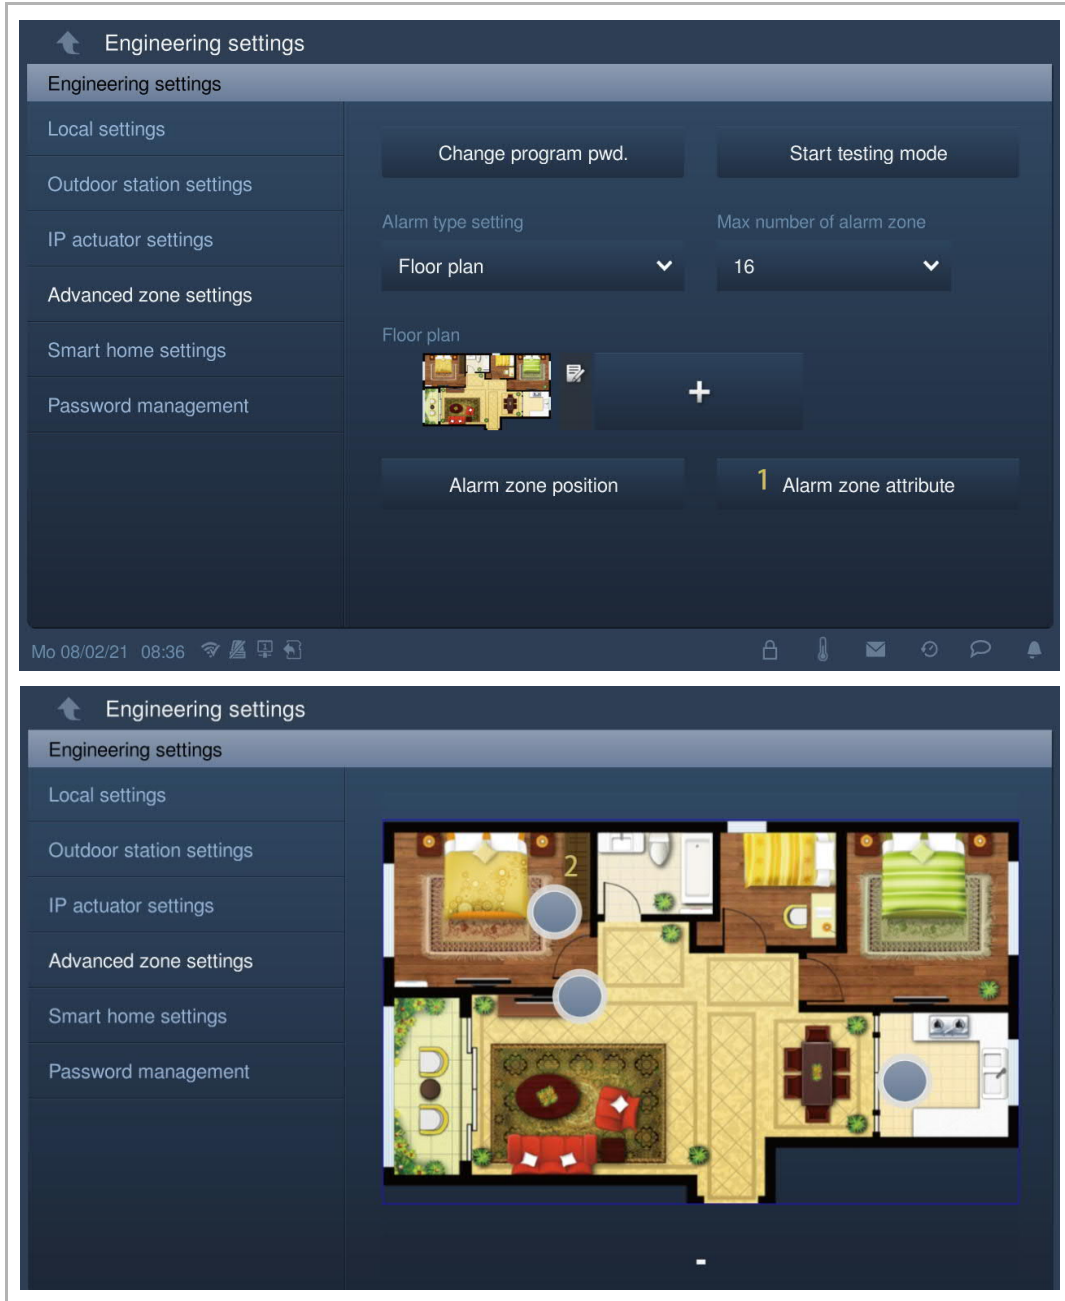 Engineering settings
Engineering settings
Local settings
Outdoor station settings
IP actuator settings
Advanced zone settings
Smart home settings
Password management
Change program pwd.
Start testing mode
Alarm type setting
Max number of alarm zone
Floor plan
16
Floor plan
+
Alarm zone position
1 Alarm zone attribute
Mo 08/02/21 08:36
Engineering settings
Engineering settings
Local settings
Outdoor station settings
IP actuator settings
Advanced zone settings
Smart home settings
Password management
2
-